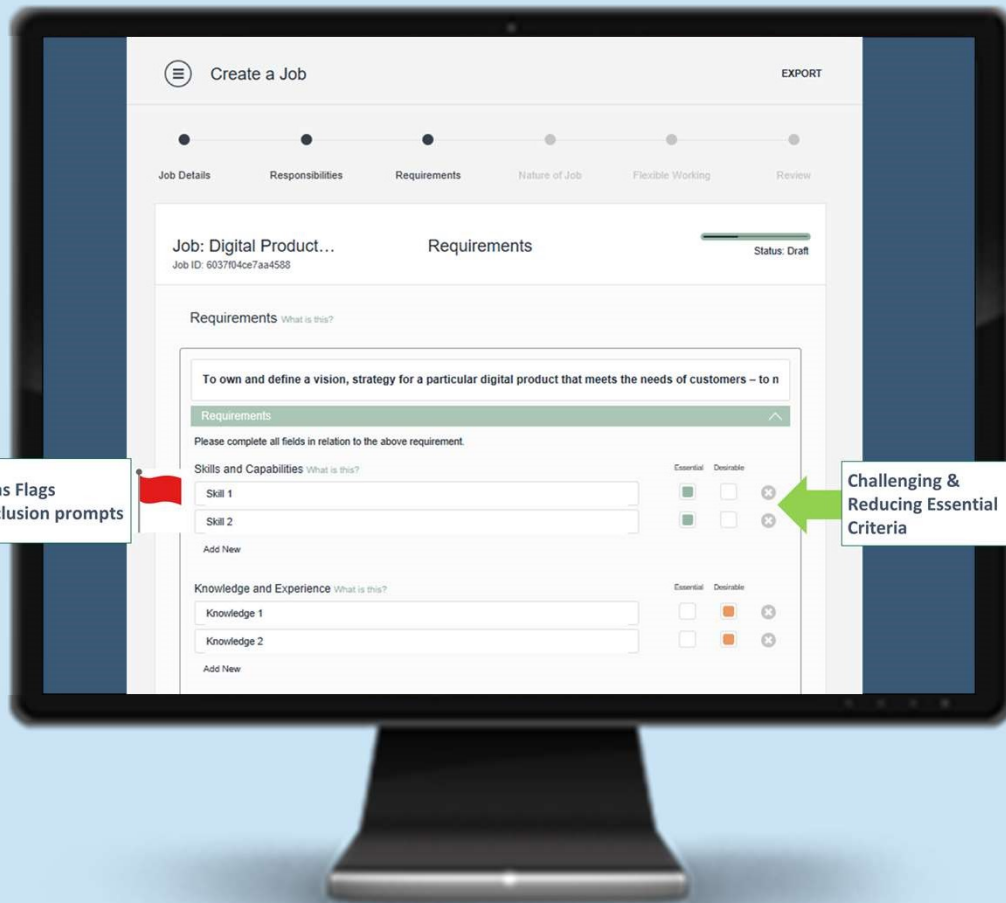 Create a Job
EXPORT
Job Details
Responsibilities
Requirements
Nature of Job
Flexible Working
Review
Job: Digital Product...
Requirements
Job ID: 6037f04ce7aa4588
Status: Draft
Requirements What is this?
To own and define a vision, strategy for a particular digital product that meets the needs of customers – to n
Requirements
Please complete all fields in relation to the above requirement.
Skills and Capabilities What is this?
Essential
Desirable
Skill 1
Skill 2
Add New
Flags
prompts
Challenging &
Reducing Essential
Criteria
Knowledge and Experience What is this?
Essential
Desirable
Knowledge 1
Knowledge 2
Add New